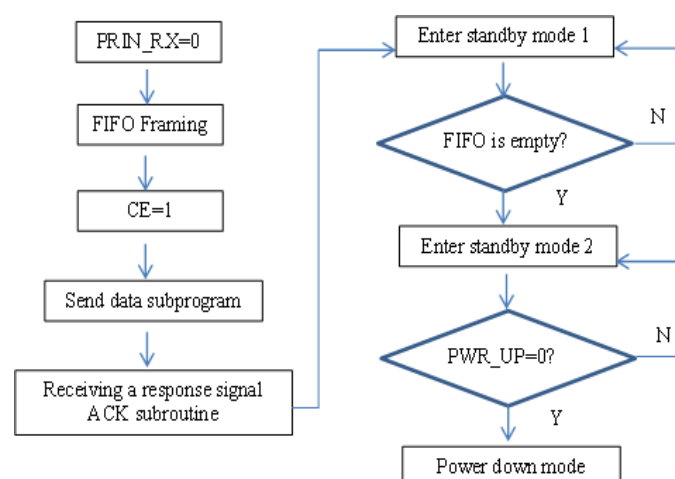 PRIN_RX=0
FIFO Framing
CE=1
Send data subprogram
Receiving a response signal
ACK subroutine
Enter standby mode 1
FIFO is empty?
N
Y
Enter standby mode 2
PWR_UP=0?
N
Y
Power down mode